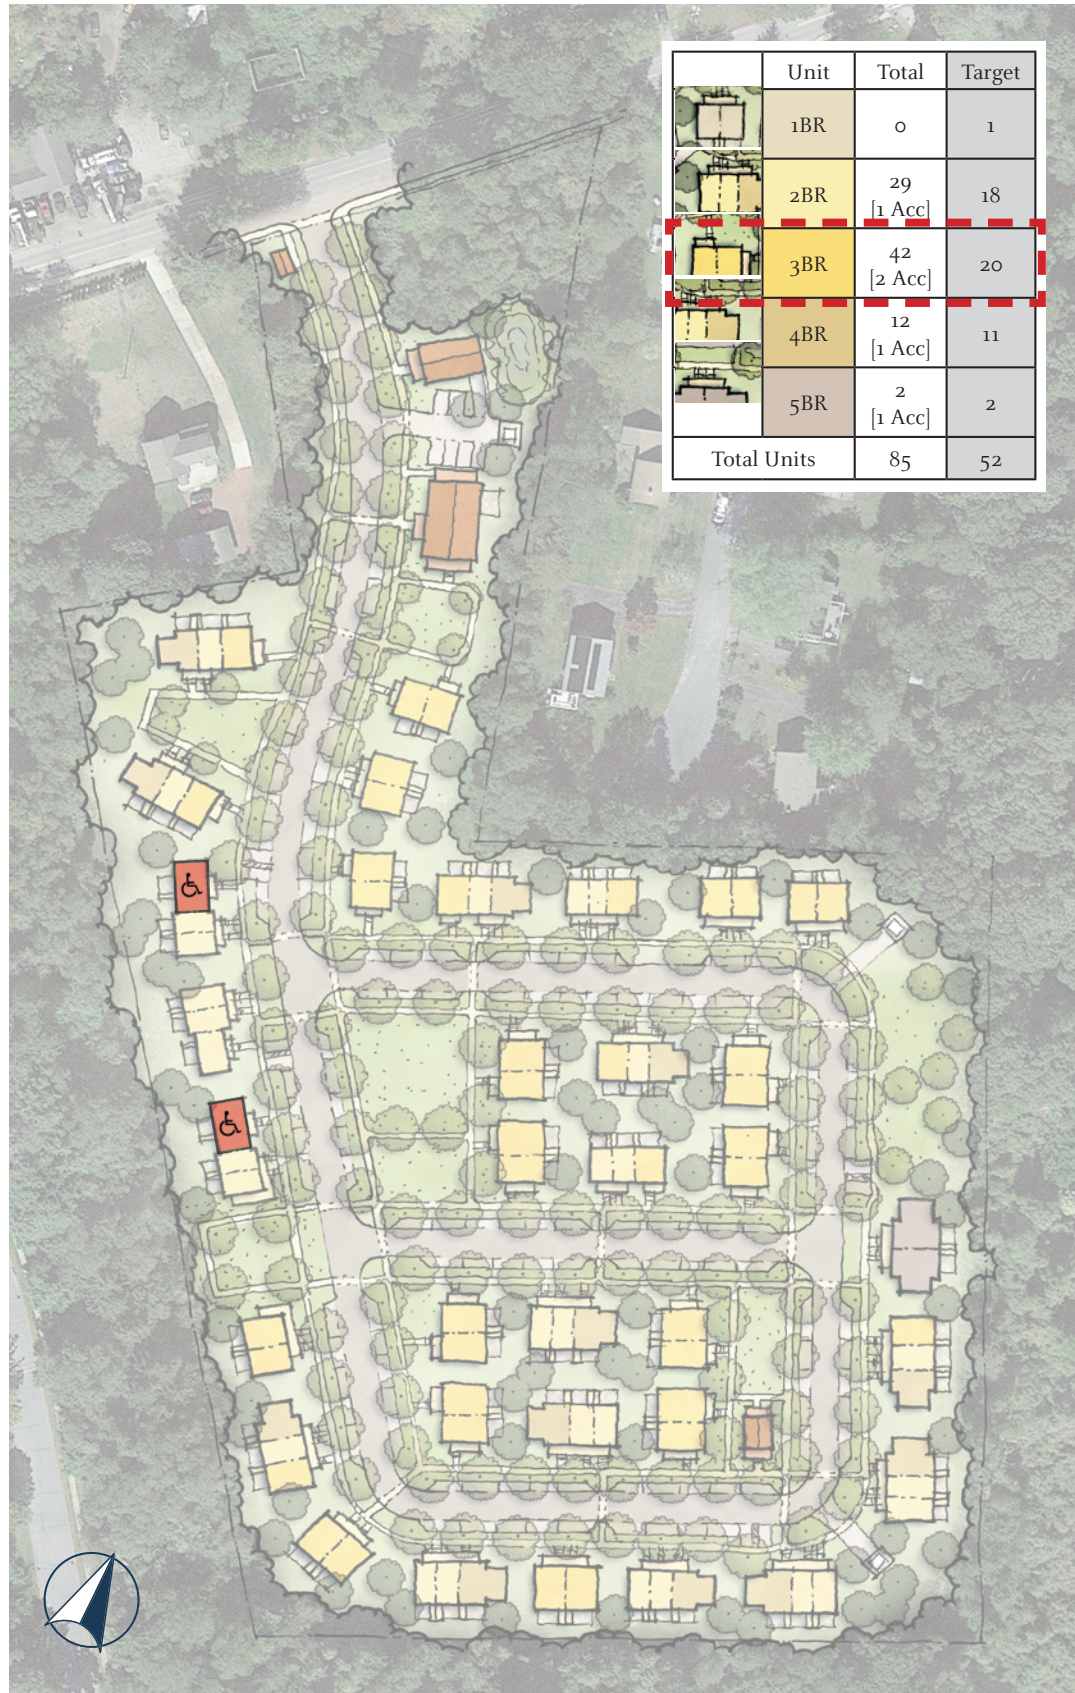 Unit Total Target
1BR 0 1
2BR 29 [1 Acc] 18
3BR 42 [2 Acc] 20
4BR 12 [1 Acc] 11
5BR 2 [1 Acc] 2
Total Units 85 52